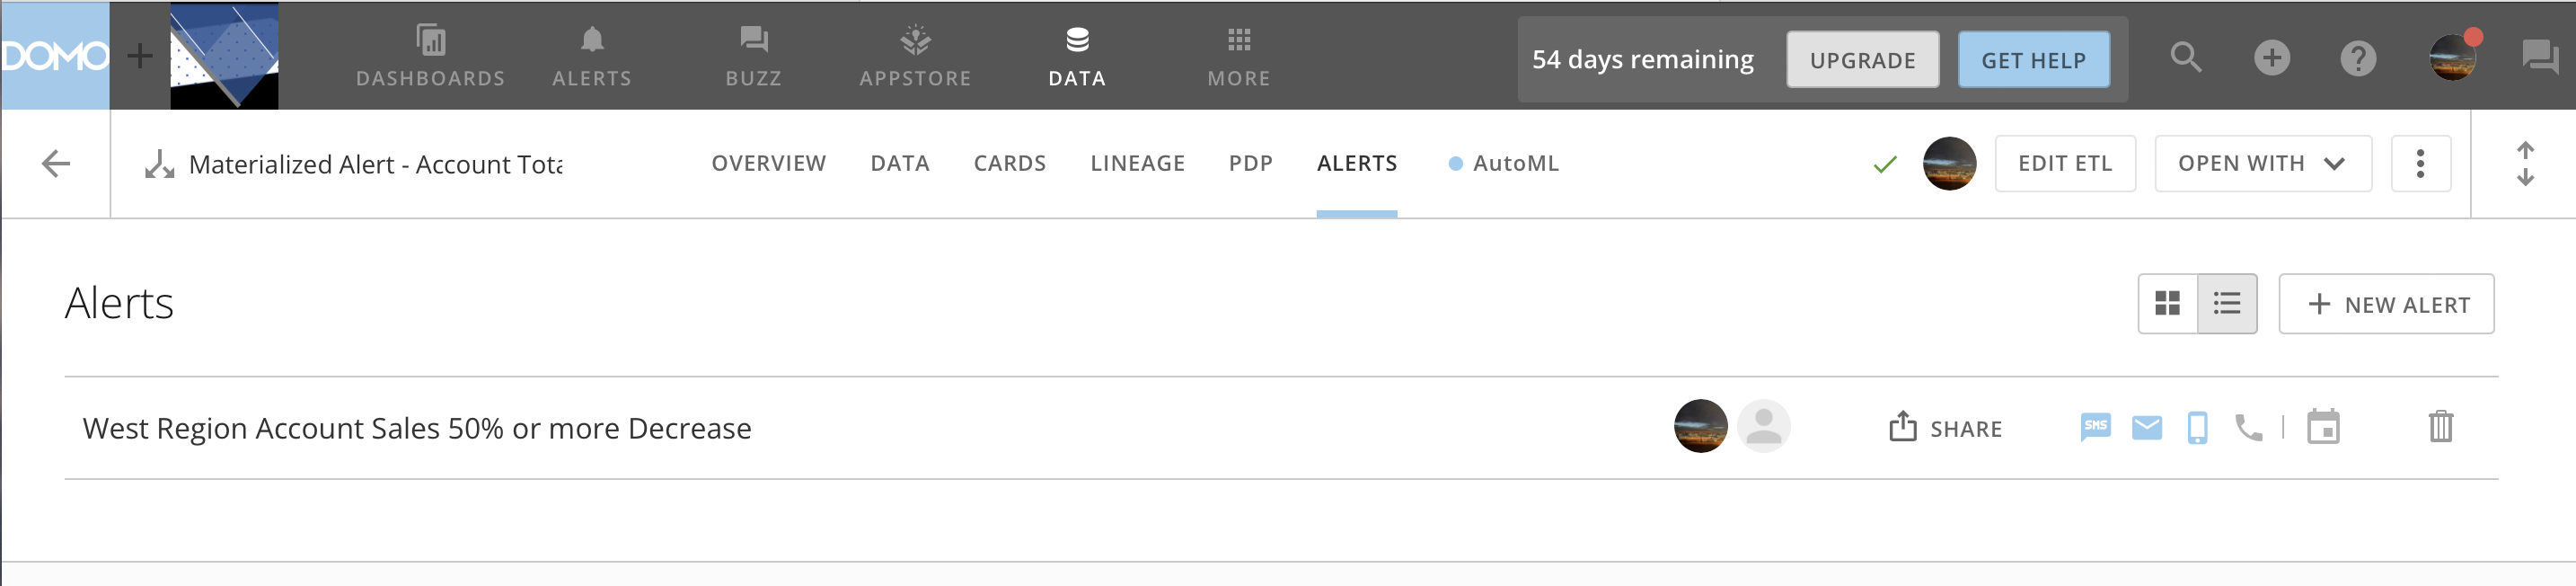 DOMO
DASHBOARDS ALERTS BUZZ APPSTORE DATA MORE
54 days remaining UPGRADE GET HELP
Materialized Alert - Account Tota
OVERVIEW DATA CARDS LINEAGE PDP ALERTS AutoML
EDIT ETL OPEN WITH
Alerts
NEW ALERT
West Region Account Sales 50% or more Decrease
SHARE SMS